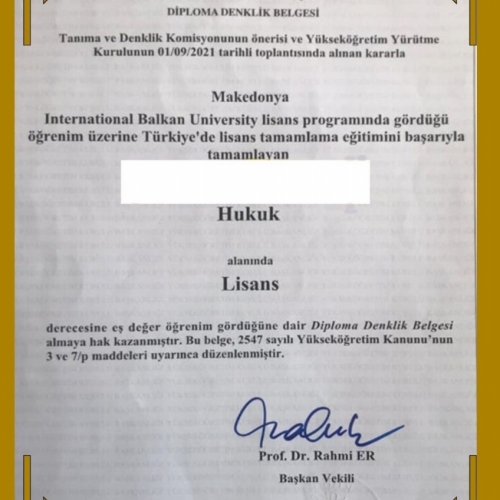 DİPLOMA DENKLİK BELGESİ
Tanıma ve Denklik Komisyonunun önerisi ve Yükseköğretim Yürütme
Kurulunun 01/09/2021 tarihli toplantısında alınan kararla
Makedonya
International Balkan University lisans programında gördüğü
öğrenim üzerine Türkiye'de lisans tamamlama eğitimini başarıyla
tamamlayan
Hukuk
alanında
Lisans
derecesine eş değer öğrenim gördüğüne dair Diploma Denklik Belgesi
almaya hak kazanmıştır. Bu belge, 2547 sayılı Yükseköğretim Kanunu'nun
3 ve 7/p maddeleri uyarınca düzenlenmiştir.
Prof. Dr. Rahmi ER
Başkan Vekili